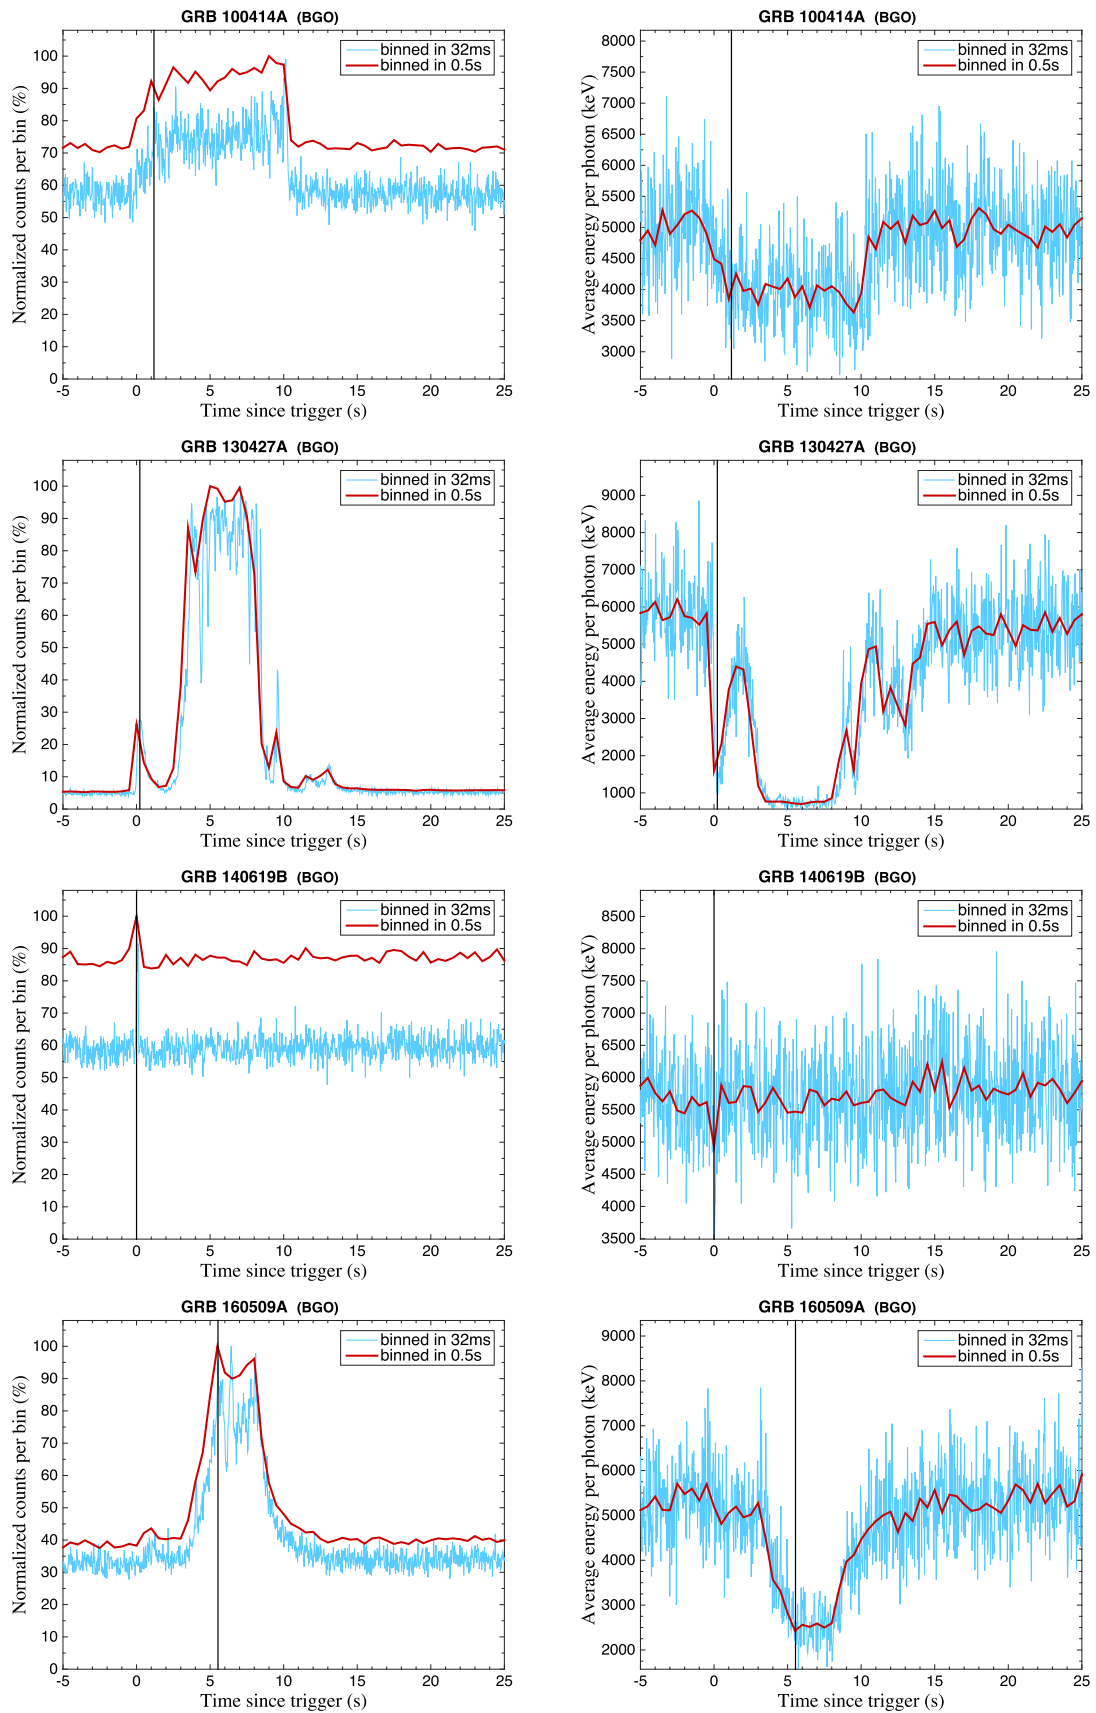 GRB 100414A (BGO)
binned in 32ms
binned in 0.5s
Normalized counts per bin (%)
100
90
80
70
60
50
40
30
20
10
0
-5 0 5 10 15 20 25
Time since trigger (s)
GRB 100414A (BGO)
binned in 32ms
binned in 0.5s
Average energy per photon (keV)
8000
7500
7000
6500
6000
5500
5000
4500
4000
3500
3000
-5 0 5 10 15 20 25
Time since trigger (s)
GRB 130427A (BGO)
binned in 32ms
binned in 0.5s
Normalized counts per bin (%)
100
90
80
70
60
50
40
30
20
10
0
-5 0 5 10 15 20 25
Time since trigger (s)
GRB 130427A (BGO)
binned in 32ms
binned in 0.5s
Average energy per photon (keV)
9000
8000
7000
6000
5000
4000
3000
2000
1000
-5 0 5 10 15 20 25
Time since trigger (s)
GRB 140619B (BGO)
binned in 32ms
binned in 0.5s
Normalized counts per bin (%)
100
90
80
70
60
50
40
30
20
10
0
-5 0 5 10 15 20 25
Time since trigger (s)
GRB 140619B (BGO)
binned in 32ms
binned in 0.5s
Average energy per photon (keV)
8500
8000
7500
7000
6500
6000
5500
5000
4500
4000
3500
-5 0 5 10 15 20 25
Time since trigger (s)
GRB 160509A (BGO)
binned in 32ms
binned in 0.5s
Normalized counts per bin (%)
100
90
80
70
60
50
40
30
20
10
0
-5 0 5 10 15 20 25
Time since trigger (s)
GRB 160509A (BGO)
binned in 32ms
binned in 0.5s
Average energy per photon (keV)
9000
8000
7000
6000
5000
4000
3000
2000
-5 0 5 10 15 20 25
Time since trigger (s)